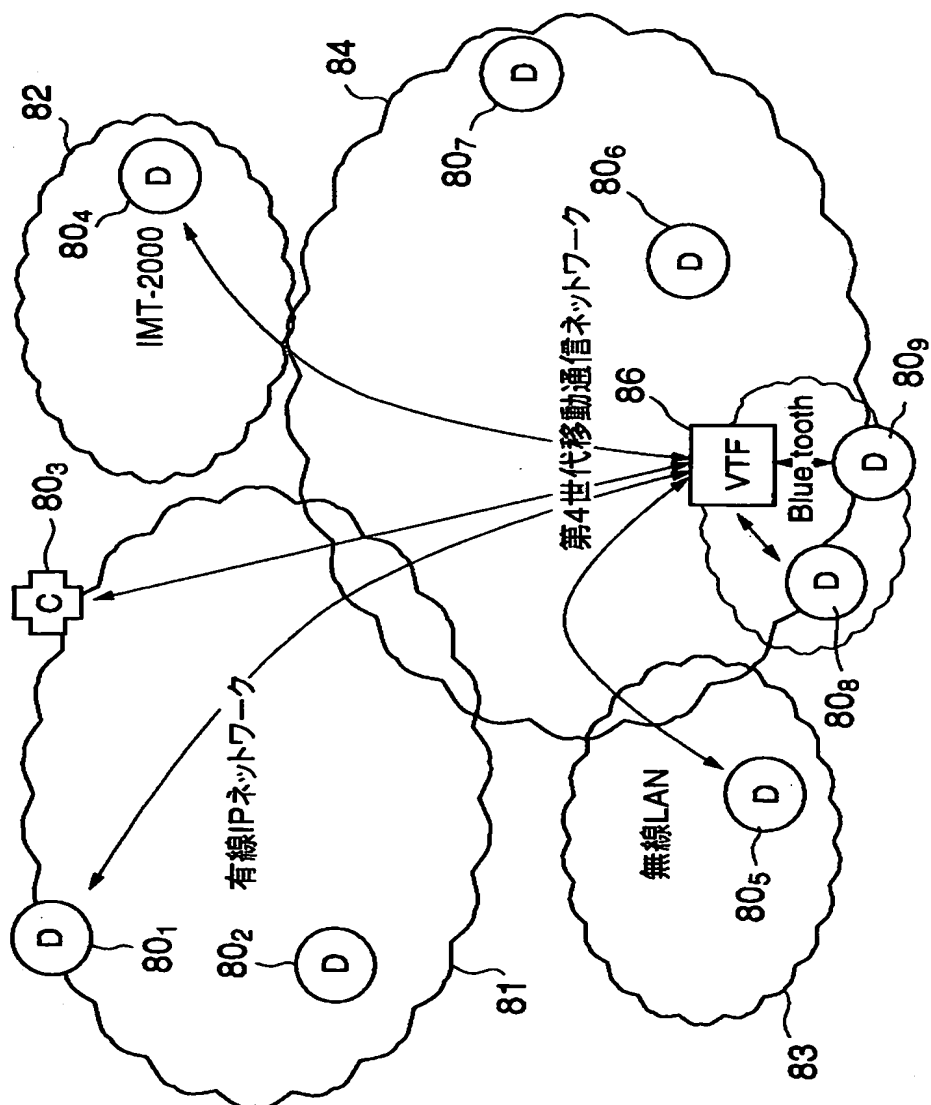 82
D
C
80₃
80₄
D
IMT-2000
80₁
80₂
有線IPネットワーク
D
84
81
80₇
D
第4世代移動通信ネットワーク
80₆
無線LAN
D
86
VTF
80₅
D
Blue tooth
83
80₈
D
D
80₉